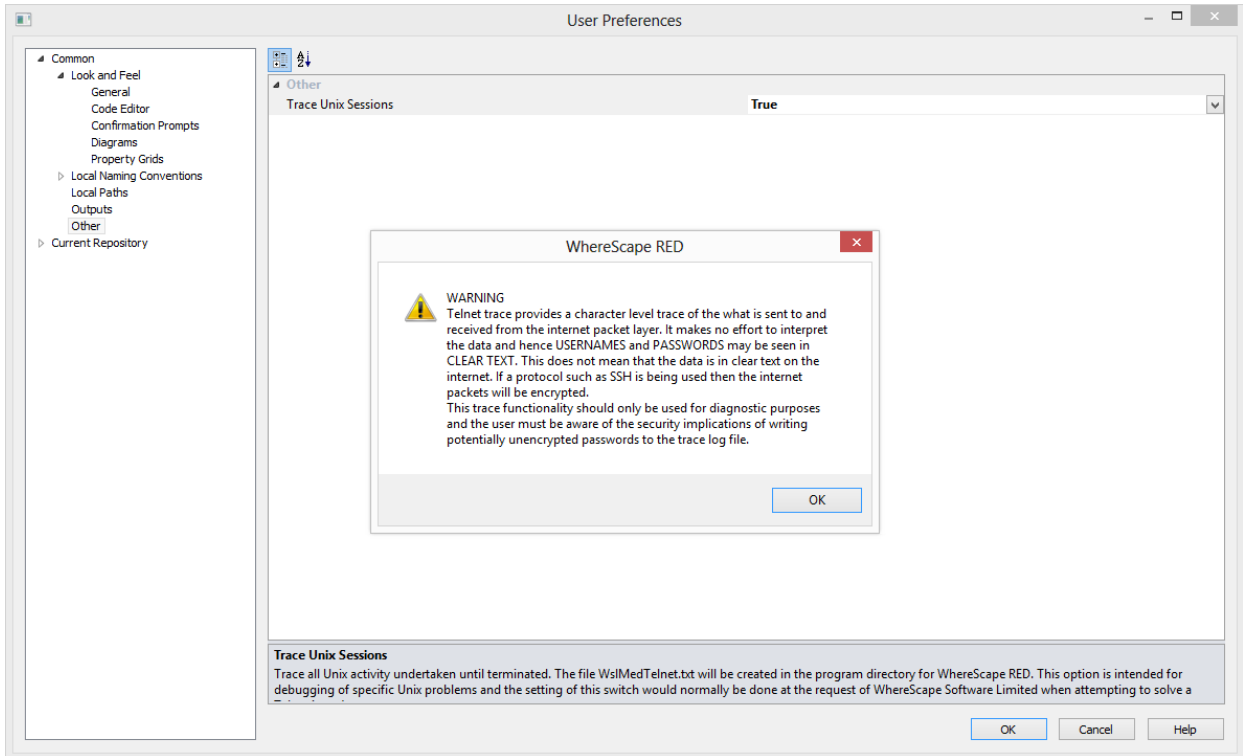 User Preferences
Common
Look and Feel
General
Code Editor
Confirmation Prompts
Diagrams
Property Grids
Local Naming Conventions
Local Paths
Outputs
Other
Current Repository
Other
Trace Unix Sessions True
WhereScape RED
WARNING
Telnet trace provides a character level trace of the what is sent to and
received from the internet packet layer. It makes no effort to interpret
the data and hence USERNAMES and PASSWORDS may be seen in
CLEAR TEXT. This does not mean that the data is in clear text on the
internet. If a protocol such as SSH is being used then the internet
packets will be encrypted.
This trace functionality should only be used for diagnostic purposes
and the user must be aware of the security implications of writing
potentially unencrypted passwords to the trace log file.
OK
Trace Unix Sessions
Trace all Unix activity undertaken until terminated. The file WslMedTelnet.txt will be created in the program directory for WhereScape RED. This option is intended for
debugging of specific Unix problems and the setting of this switch would normally be done at the request of WhereScape Software Limited when attempting to solve a
OK Cancel Help